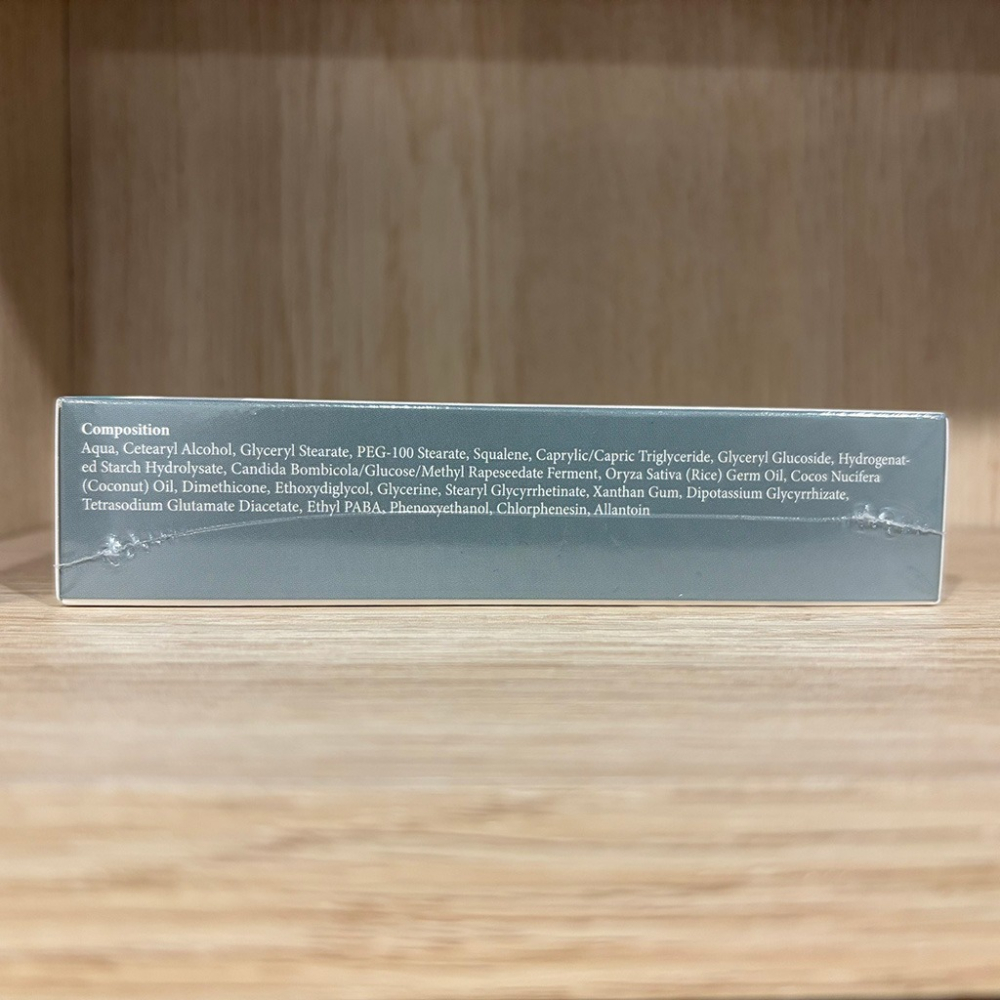 Composition
Aqua, Cetearyl Alcohol, Glyceryl Stearate, PEG-100 Stearate, Squalene, Caprylic/Capric Triglyceride, Glyceryl Glucoside, Hydrogenat-
ed Starch Hydrolysate, Candida Bombicola/Glucose/Methyl Rapeseedate Ferment, Oryza Sativa (Rice) Germ Oil, Cocos Nucifera
(Coconut) Oil, Dimethicone, Ethoxydiglycol, Glycerine, Stearyl Glycyrrhetinate, Xanthan Gum, Dipotassium Glycyrrhizate,
Tetrasodium Glutamate Diacetate, Ethyl PABA, Phenoxyethanol, Chlorphenesin, Allantoin